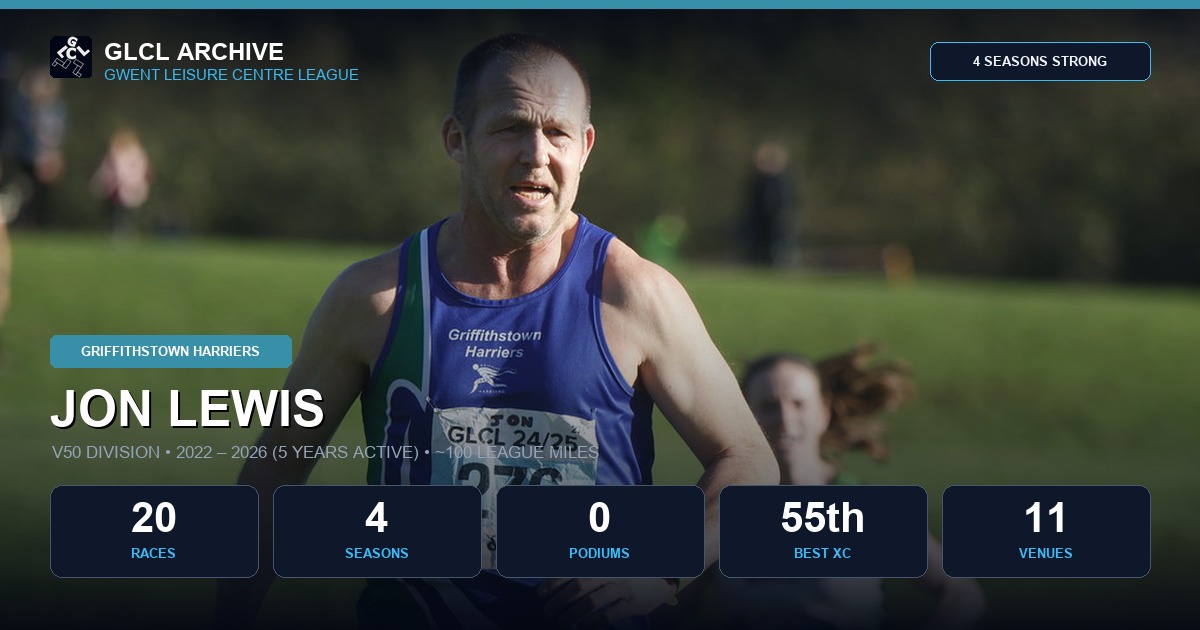 GLCL ARCHIVE
GWENT LEISURE CENTRE LEAGUE
4 SEASONS STRONG
Griffithstown
Harriers
GRIFFITHSTOWN HARRIERS
JON LEWIS
JON
GLCL 24/25
V50 DIVISION • 2022 – 2026 (5 YEARS ACTIVE) • ~100 LEAGUE MILES
20
RACES
4
SEASONS
0
PODIUMS
55th
BEST XC
11
VENUES